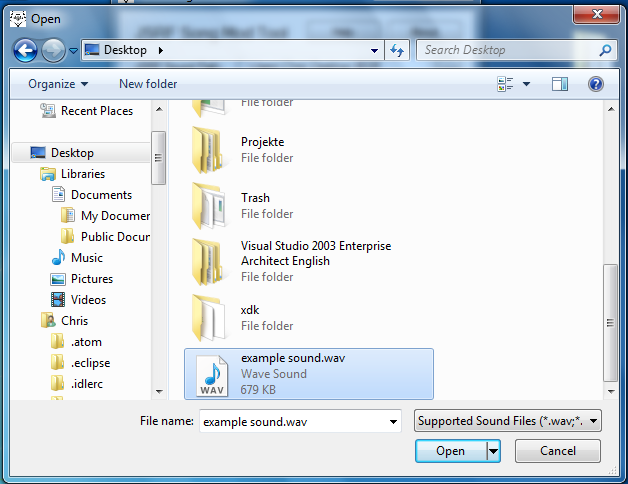 Open
Desktop
Search Desktop
Organize
New folder
Recent Places
Desktop
Libraries
Documents
My Documen
Public Docun
Music
Pictures
Videos
Chris
.atom
.eclipse
.idlerc
File folder
Projekte
File folder
Trash
File folder
Visual Studio 2003 Enterprise
Architect English
File folder
xdk
File folder
WAV
example sound.wav
Wave Sound
679 KB
File name:
example sound.wav
Supported Sound Files (*.wav;*.
Open
Cancel